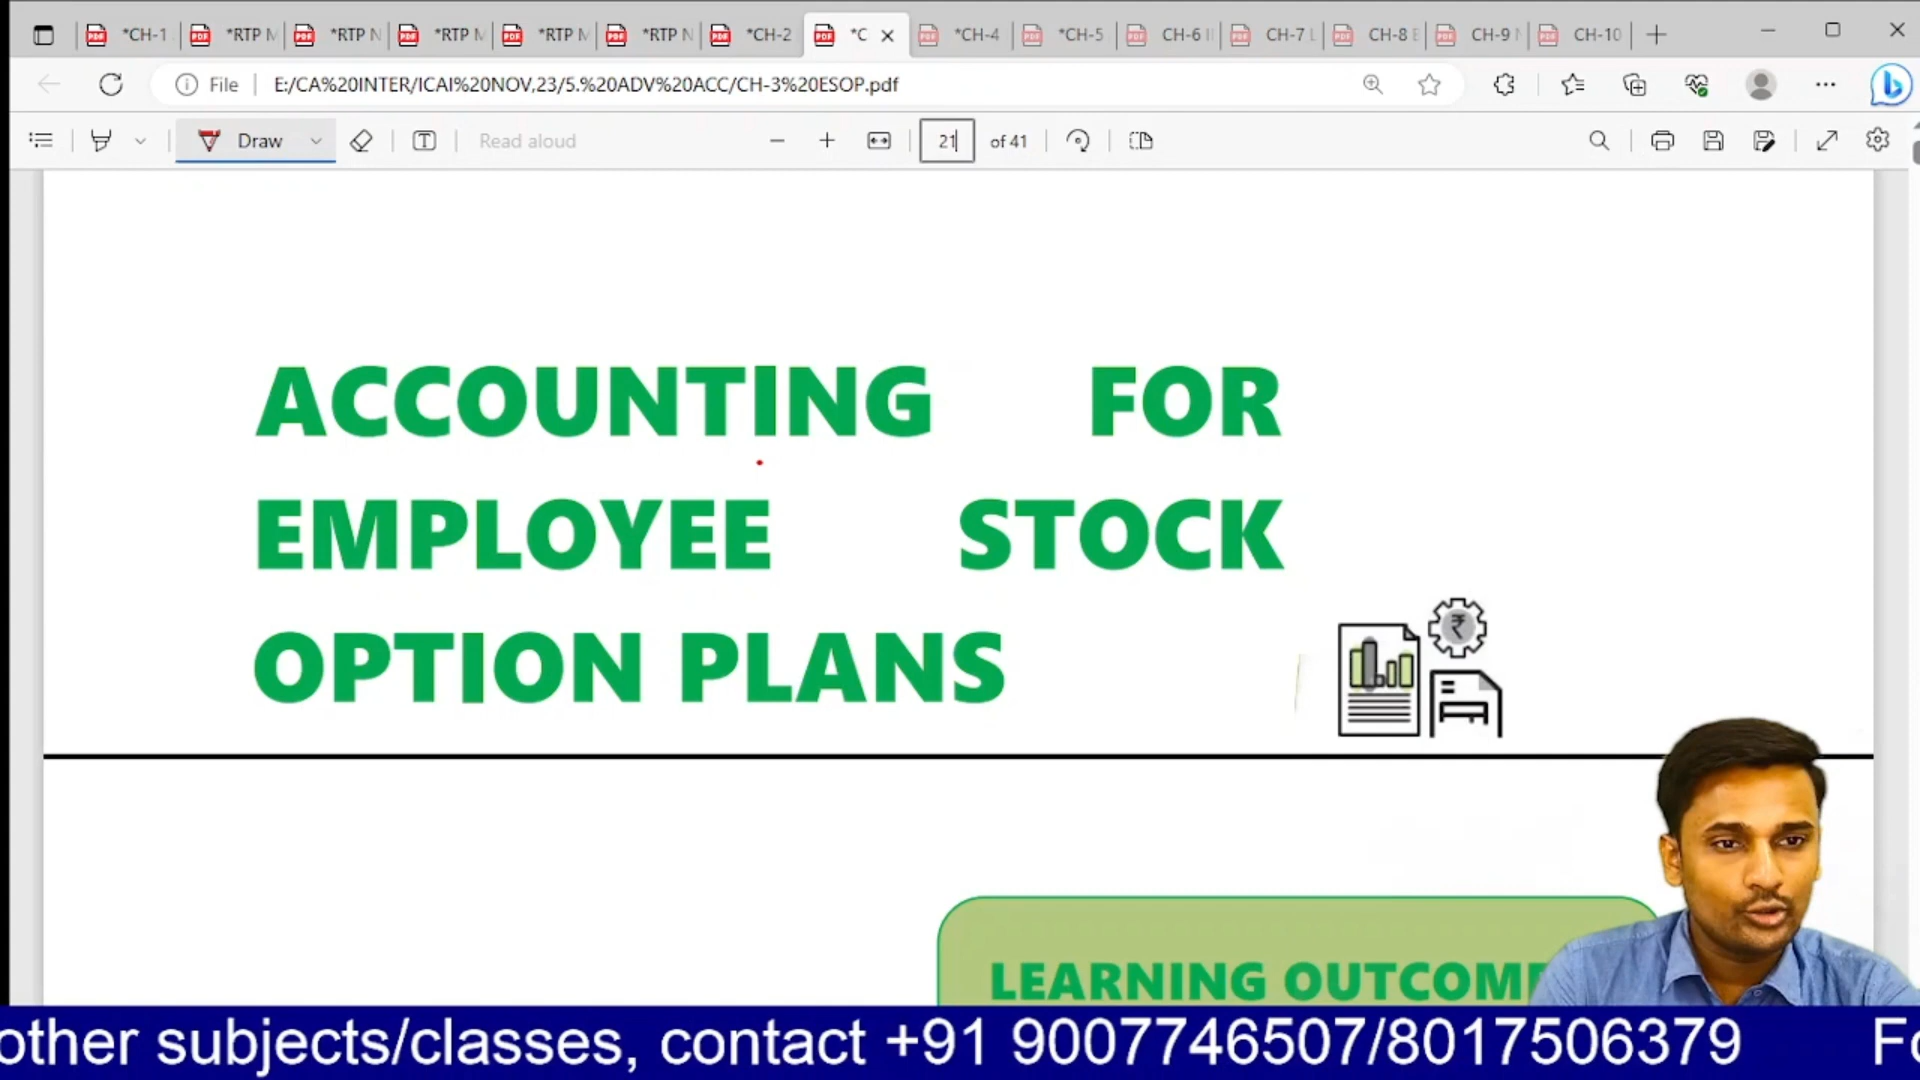 *CH-1
*RTP M
*RTP N
*RTP M
*RTP M
*RTP N
*CH-2
*C
*CH-4
*CH-5
CH-6 I
CH-7 L
CH-8 E
CH-9 N
CH-10
File
E:/CA%20INTER/ICAI%20NOV,23/5.%20ADV%20ACC/CH-3%20ESOP.pdf
Draw
Read aloud
21
of 41
ACCOUNTING FOR
EMPLOYEE STOCK
OPTION PLANS
₹
LEARNING OUTCOME
other subjects/classes, contact +91 9007746507/8017506379 Fo